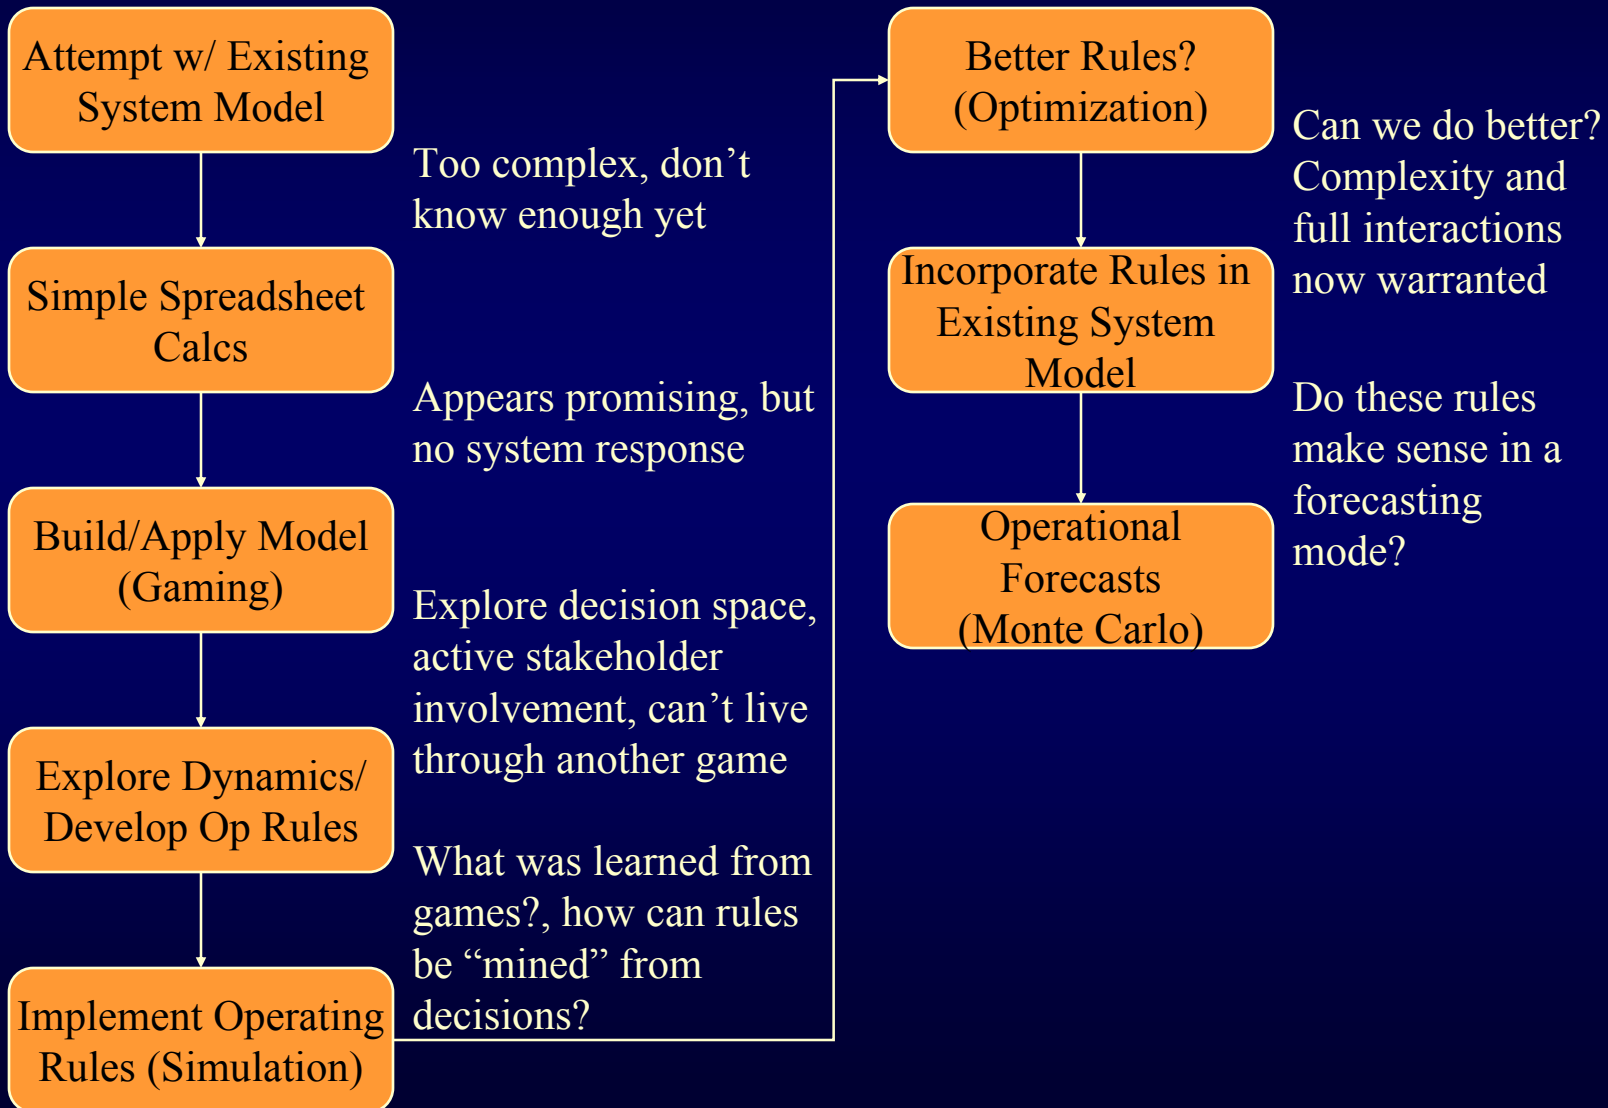 Attempt w/ Existing
System Model
Too complex, don’t
know enough yet
Simple Spreadsheet
Calcs
Appears promising, but
no system response
Build/Apply Model
(Gaming)
Explore decision space,
active stakeholder
involvement, can’t live
through another game
Explore Dynamics/
Develop Op Rules
What was learned from
games?, how can rules
be “mined” from
decisions?
Implement Operating
Rules (Simulation)
Better Rules?
(Optimization)
Can we do better?
Complexity and
full interactions
now warranted
Incorporate Rules in
Existing System
Model
Do these rules
make sense in a
forecasting
mode?
Operational
Forecasts
(Monte Carlo)